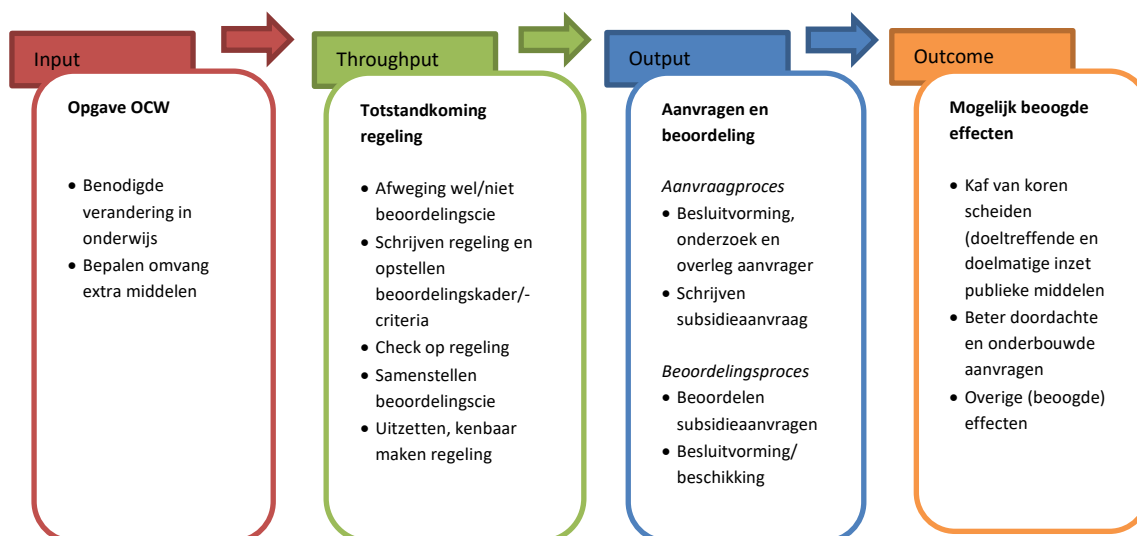 Input
Opgave OCW
• Benodigde
verandering in
onderwijs
• Bepalen omvang
extra middelen
Throughput
Totstandkoming
regeling
• Afweging wel/niet
beoordelingscie
• Schrijven regeling en
opstellen
beoordelingskader/-
criteria
• Check op regeling
• Samenstellen
beoordelingscie
• Uitzetten, kenbaar
maken regeling
Output
Aanvragen en
beoordeling
Aanvraagproces
• Besluitvorming,
onderzoek en
overleg aanvrager
• Schrijven
subsidieaanvraag
Beoordelingsproces
• Beoordelen
subsidieaanvragen
• Besluitvorming/
beschikking
Outcome
Mogelijk beoogde
effecten
• Kaf van koren
scheiden
(doeltreffende en
doelmatige inzet
publieke middelen
• Beter doordachte
en onderbouwde
aanvragen
• Overige (beoogde)
effecten